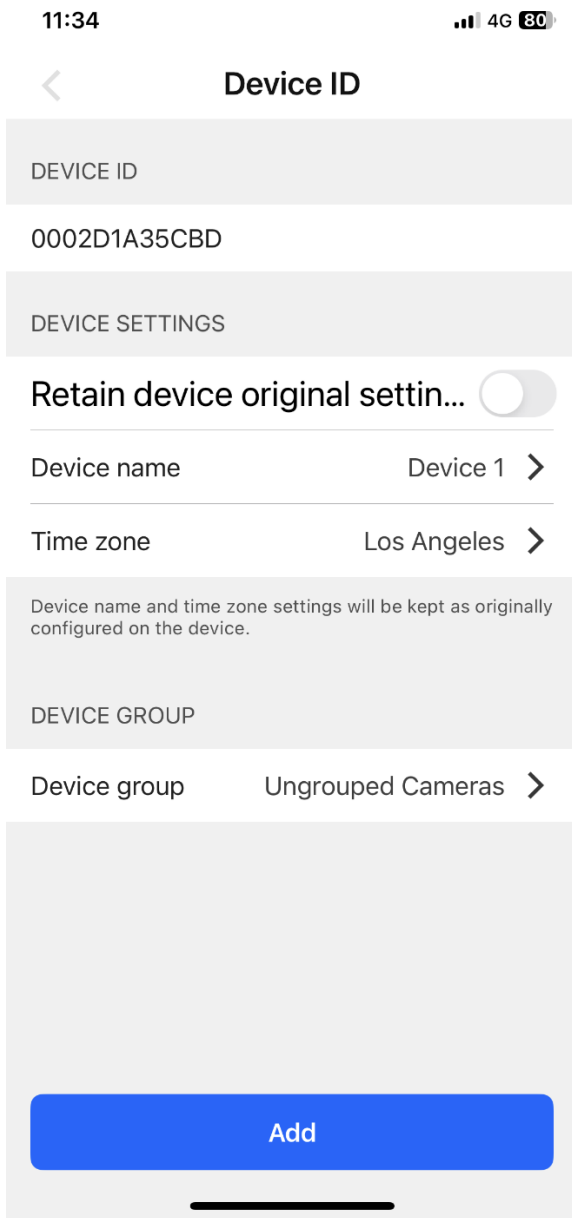 11:34 4G 80
Device ID
DEVICE ID
0002D1A35CBD
DEVICE SETTINGS
Retain device original settin...
Device name Device 1
Time zone Los Angeles
Device name and time zone settings will be kept as originally
configured on the device.
DEVICE GROUP
Device group Ungrouped Cameras
Add